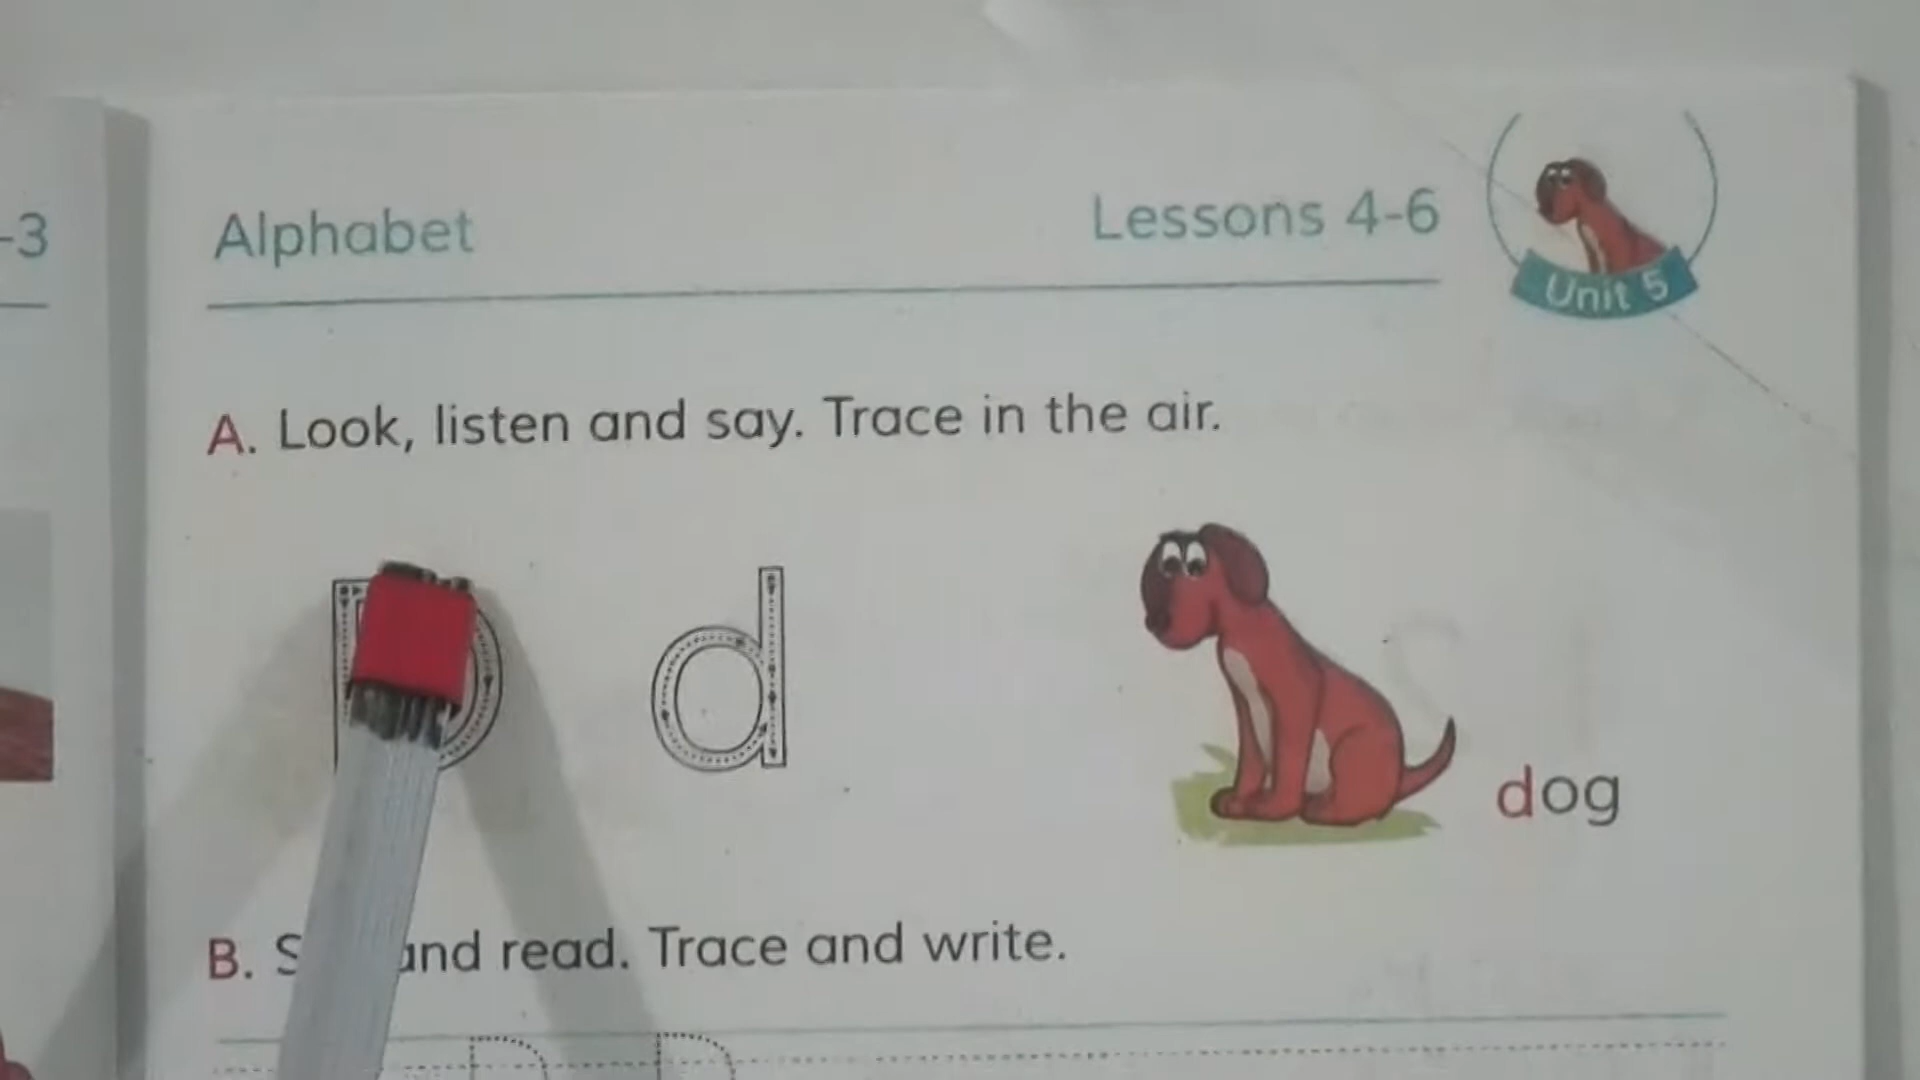 -3
Alphabet
Lessons 4-6
Unit 5
A. Look, listen and say. Trace in the air.
D d
dog
B. and read. Trace and write.
D D